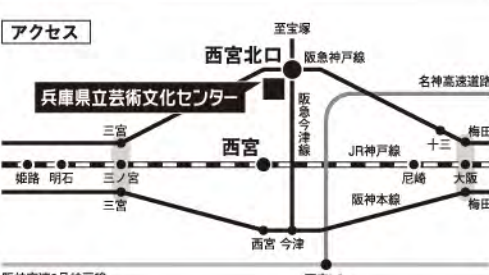 アクセス
至宝塚
西宮北口
阪急神戸線
兵庫県立芸術文化センター
阪急今津線
名神高速道路
三宮
西宮
JR神戸線
十三
梅田
姫路
明石
三ノ宮
尼崎
大阪
三宮
阪神本線
梅田
西宮
今津